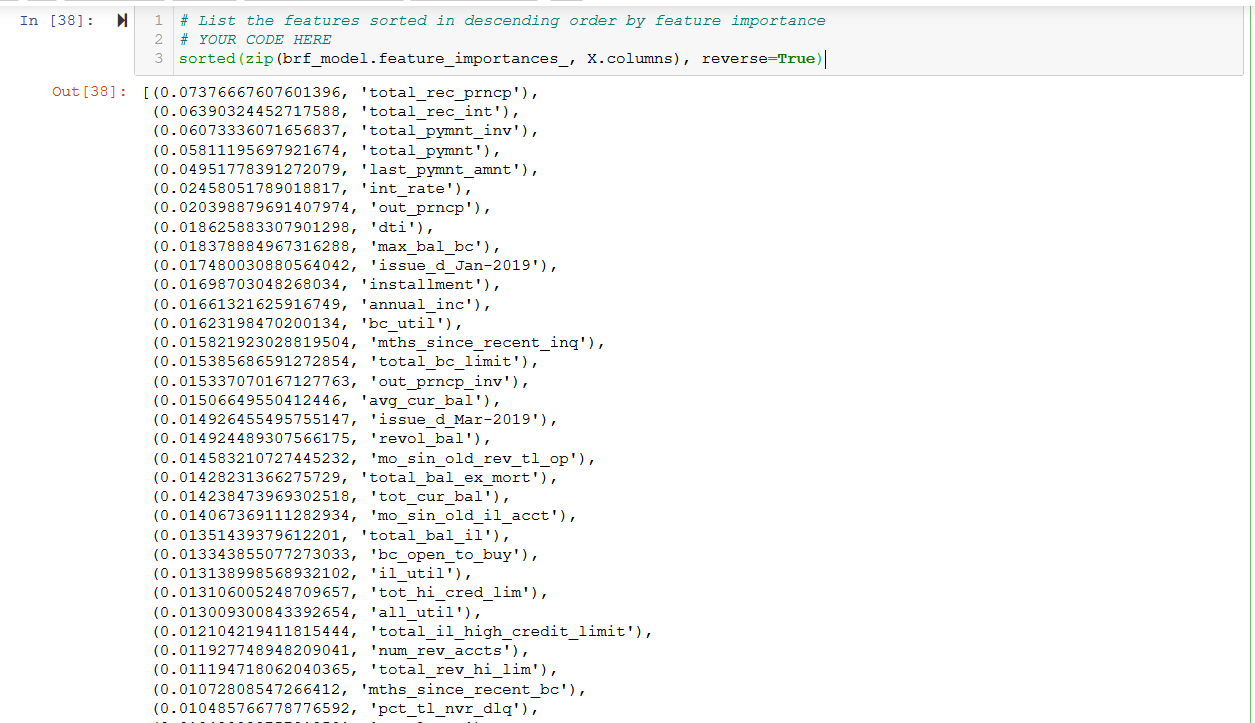 In [38]:
1 # List the features sorted in descending order by feature importance
2 # YOUR CODE HERE
3 sorted(zip(brf_model.feature_importances_, X.columns), reverse=True)
Out[38]: [(0.07376667607601396, 'total_rec_prncp'),
(0.06390324452717588, 'total_rec_int'),
(0.06073336071656837, 'total_pymnt_inv'),
(0.05811195697921674, 'total_pymnt'),
(0.04951778391272079, 'last_pymnt_amnt'),
(0.02458051789018817, 'int_rate'),
(0.020398879691407974, 'out_prncp'),
(0.018625883307901298, 'dti'),
(0.018378884967316288, 'max_bal_bc'),
(0.017480030880564042, 'issue_d_Jan-2019'),
(0.01698703048268034, 'installment'),
(0.01661321625916749, 'annual_inc'),
(0.01623198470200134, 'bc_util'),
(0.015821923028819504, 'mths_since_recent_inq'),
(0.015385686591272854, 'total_bc_limit'),
(0.015337070167127763, 'out_prncp_inv'),
(0.01506649550412446, 'avg_cur_bal'),
(0.014926455495755147, 'issue_d_Mar-2019'),
(0.014924489307566175, 'revol_bal'),
(0.014583210727445232, 'mo_sin_old_rev_tl_op'),
(0.01428231366275729, 'total_bal_ex_mort'),
(0.014238473969302518, 'tot_cur_bal'),
(0.014067369111282934, 'mo_sin_old_il_acct'),
(0.01351439379612201, 'total_bal_il'),
(0.013343855077273033, 'bc_open_to_buy'),
(0.013138998568932102, 'il_util'),
(0.013106005248709657, 'tot_hi_cred_lim'),
(0.013009300843392654, 'all_util'),
(0.012104219411815444, 'total_il_high_credit_limit'),
(0.011927748948209041, 'num_rev_accts'),
(0.011194718062040365, 'total_rev_hi_lim'),
(0.01072808547266412, 'mths_since_recent_bc'),
(0.010485766778776592, 'pct_tl_nvr_dlq'),